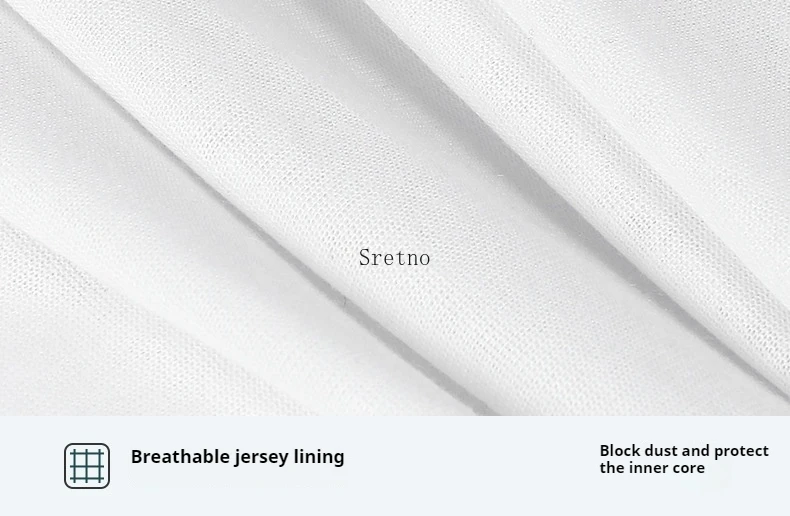 Sretno
Breathable jersey lining
Block dust and protect
the inner core